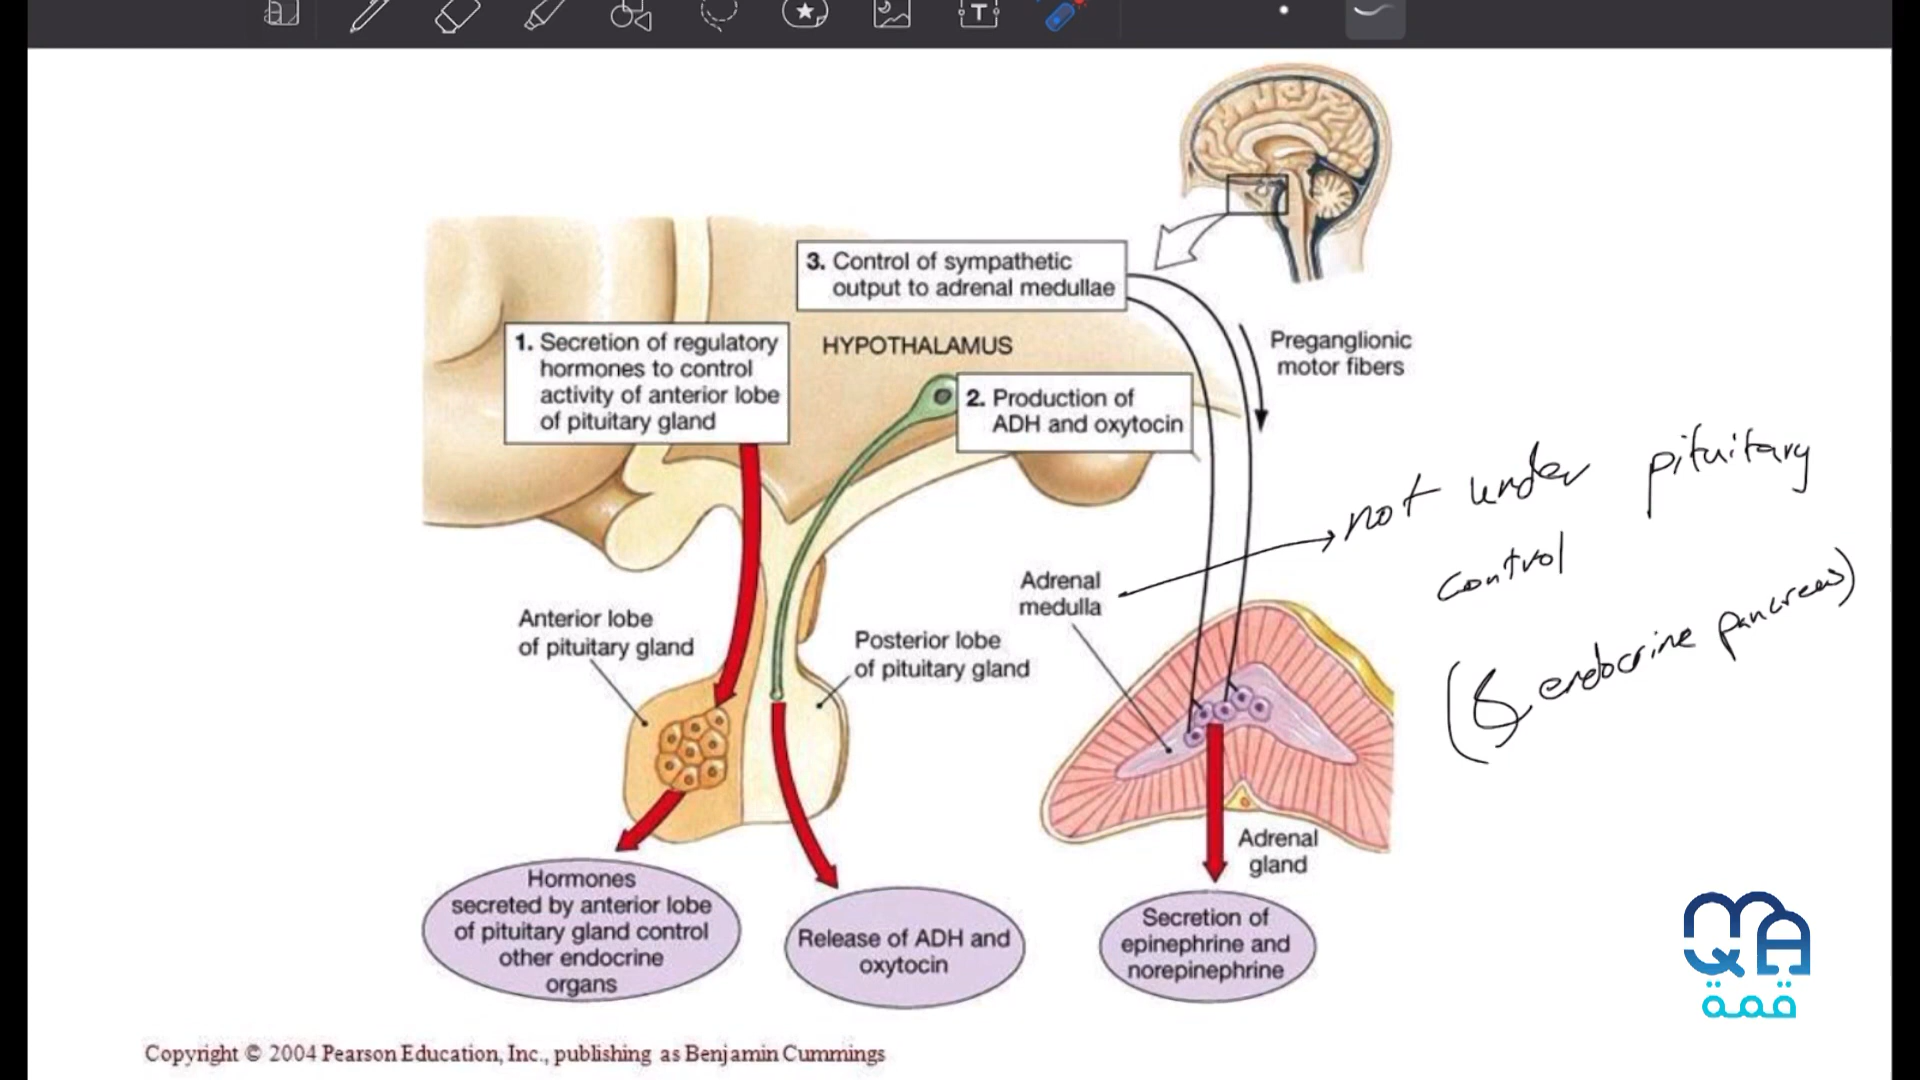 3. Control of sympathetic
output to adrenal medullae
1. Secretion of regulatory
hormones to control
activity of anterior lobe
of pituitary gland
HYPOTHALAMUS
2. Production of
ADH and oxytocin
Preganglionic
motor fibers
not under pituitary
control
(& endocrine pancreas)
Adrenal
medulla
Anterior lobe
of pituitary gland
Posterior lobe
of pituitary gland
Adrenal
gland
Hormones
secreted by anterior lobe
of pituitary gland control
other endocrine
organs
Release of ADH and
oxytocin
Secretion of
epinephrine and
norepinephrine
QMA
قمة
Copyright © 2004 Pearson Education, Inc., publishing as Benjamin Cummings